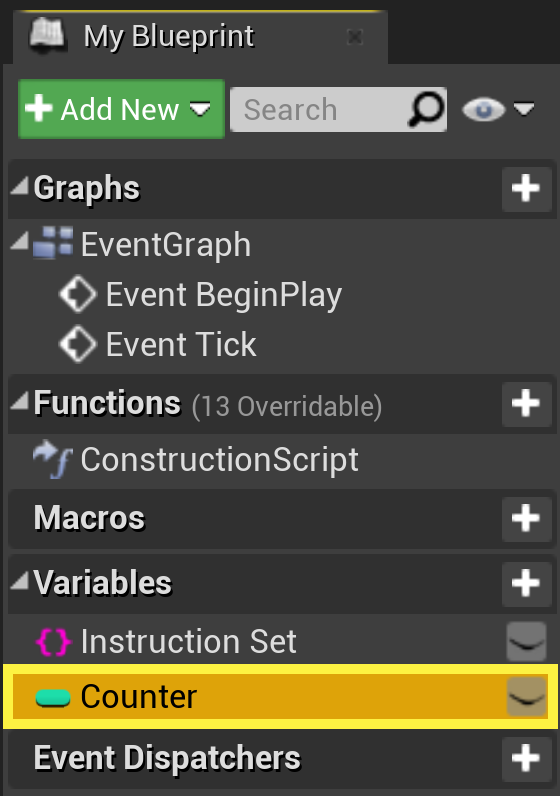 My Blueprint
Add New Search
Graphs
EventGraph
Event BeginPlay
Event Tick
Functions (13 Overridable)
ConstructionScript
Macros
Variables
Instruction Set
Counter
Event Dispatchers